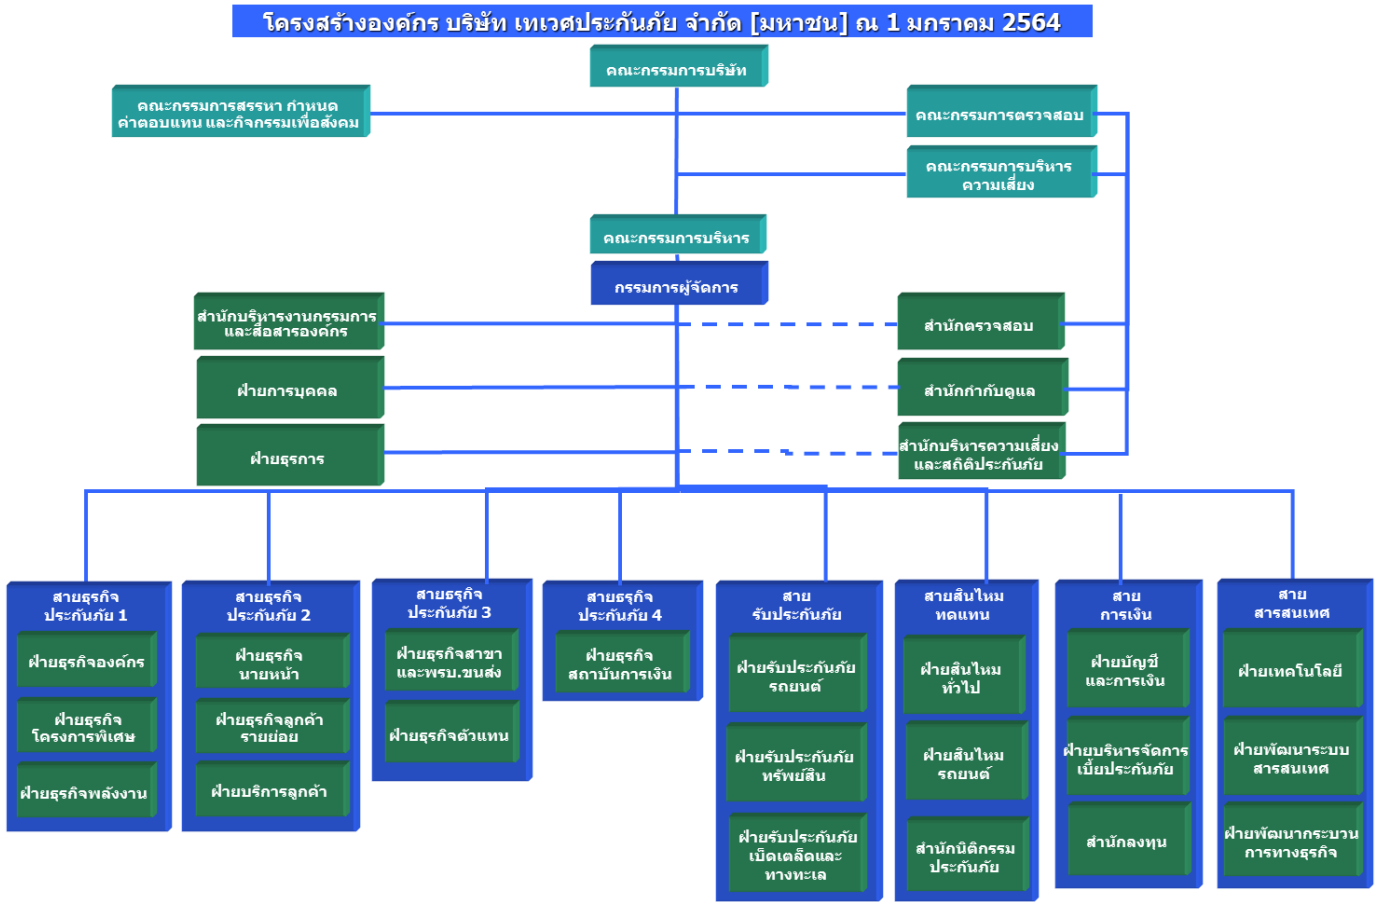 โครงสร้างองค์กร บริษัท เทเวศประกันภัย จำกัด [มหาชน] ณ 1 มกราคม 2564
คณะกรรมการบริษัท
คณะกรรมการสรรหา กำหนด
ค่าตอบแทน และกิจกรรมเพื่อสังคม
คณะกรรมการตรวจสอบ
คณะกรรมการบริหาร
ความเสี่ยง
คณะกรรมการบริหาร
กรรมการผู้จัดการ
สำนักบริหารงานกรรมการ
และสื่อสารองค์กร
สำนักตรวจสอบ
ฝ่ายการบุคคล
สำนักกำกับดูแล
ฝ่ายธุรการ
สำนักบริหารความเสี่ยง
และสถิติประกันภัย
สายธุรกิจ
ประกันภัย 1
ฝ่ายธุรกิจองค์กร
ฝ่ายธุรกิจ
โครงการพิเศษ
ฝ่ายธุรกิจพลังงาน
สายธุรกิจ
ประกันภัย 2
ฝ่ายธุรกิจ
นายหน้า
ฝ่ายธุรกิจลูกค้า
รายย่อย
ฝ่ายบริการลูกค้า
สายธุรกิจ
ประกันภัย 3
ฝ่ายธุรกิจสาขา
และพรบ.ขนส่ง
ฝ่ายธุรกิจตัวแทน
สายธุรกิจ
ประกันภัย 4
ฝ่ายธุรกิจ
สถาบันการเงิน
สาย
รับประกันภัย
ฝ่ายรับประกันภัย
รถยนต์
ฝ่ายรับประกันภัย
ทรัพย์สิน
ฝ่ายรับประกันภัย
เบ็ดเตล็ดและ
ทางทะเล
สายสินไหม
ทดแทน
ฝ่ายสินไหม
ทั่วไป
ฝ่ายสินไหม
รถยนต์
สำนักนิติกรรม
ประกันภัย
สาย
การเงิน
ฝ่ายบัญชี
และการเงิน
ฝ่ายบริหารจัดการ
เบี้ยประกันภัย
สำนักลงทุน
สาย
สารสนเทศ
ฝ่ายเทคโนโลยี
ฝ่ายพัฒนาระบบ
สารสนเทศ
ฝ่ายพัฒนากระบวน
การทางธุรกิจ